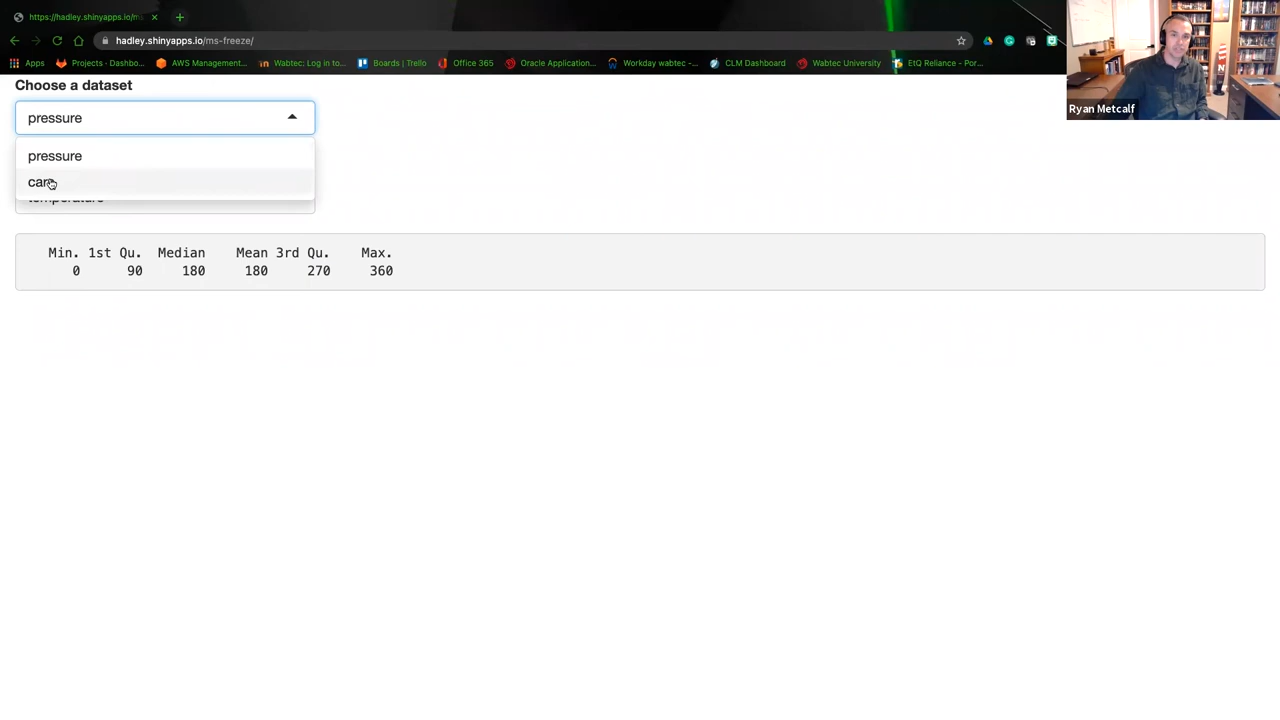 https://hadley.shinyapps.io/m
hadley.shinyapps.io/ms-freeze/
Apps Projects - Dashbo... AWS Management... Wabtec: Log in to... Boards | Trello Office 365 Oracle Application... Workday wabtec -... CLM Dashboard Wabtec University EtQ Reliance - Por...
Ryan Metcalf
Choose a dataset
pressure
pressure
cars
temperature
Min. 1st Qu. Median Mean 3rd Qu. Max.
0 90 180 180 270 360